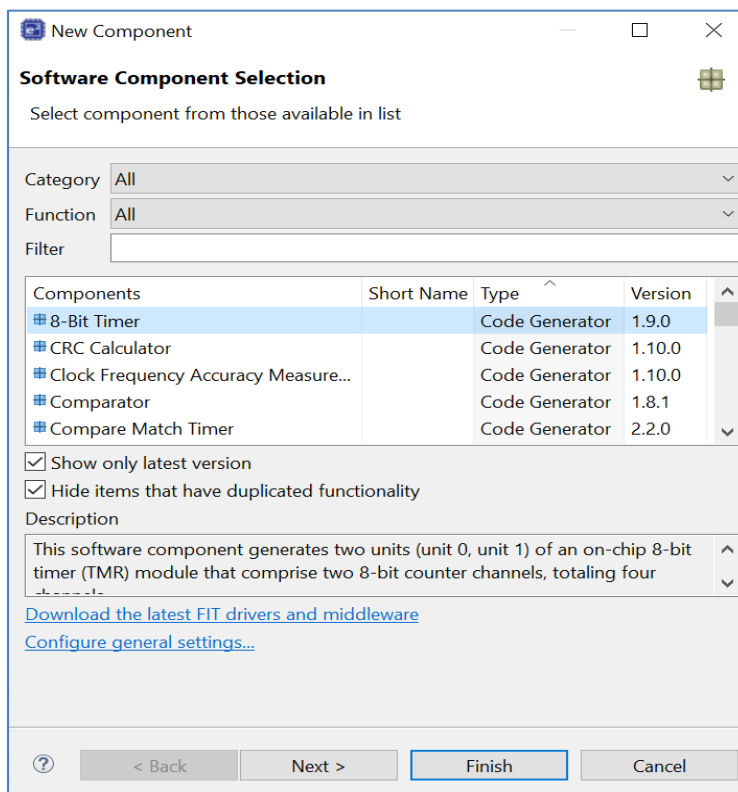 New Component
Software Component Selection
Select component from those available in list
Category All
Function All
Filter
Components Short Name Type Version
8-Bit Timer Code Generator 1.9.0
CRC Calculator Code Generator 1.10.0
Clock Frequency Accuracy Measure... Code Generator 1.10.0
Comparator Code Generator 1.8.1
Compare Match Timer Code Generator 2.2.0
Show only latest version
Hide items that have duplicated functionality
Description
This software component generates two units (unit 0, unit 1) of an on-chip 8-bit
timer (TMR) module that comprise two 8-bit counter channels, totaling four
Download the latest FIT drivers and middleware
Configure general settings...
? < Back Next > Finish Cancel